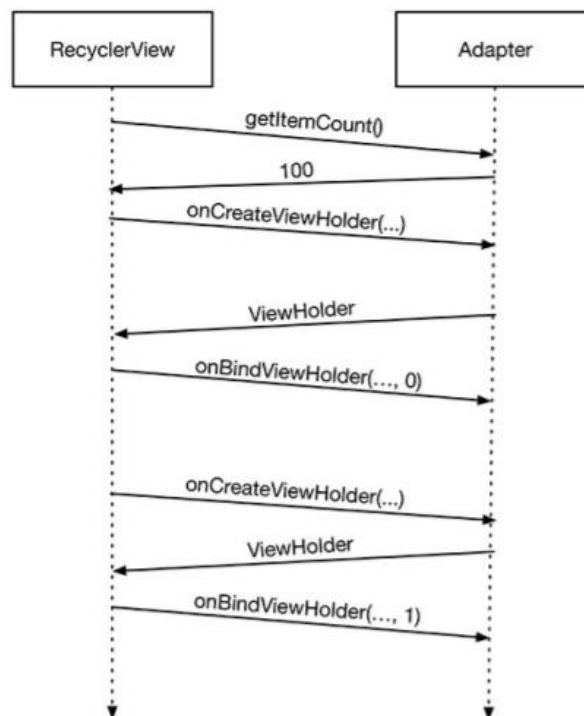 RecyclerView
Adapter
getItemCount()
100
onCreateViewHolder(...)
ViewHolder
onBindViewHolder(..., 0)
onCreateViewHolder(...)
ViewHolder
onBindViewHolder(..., 1)